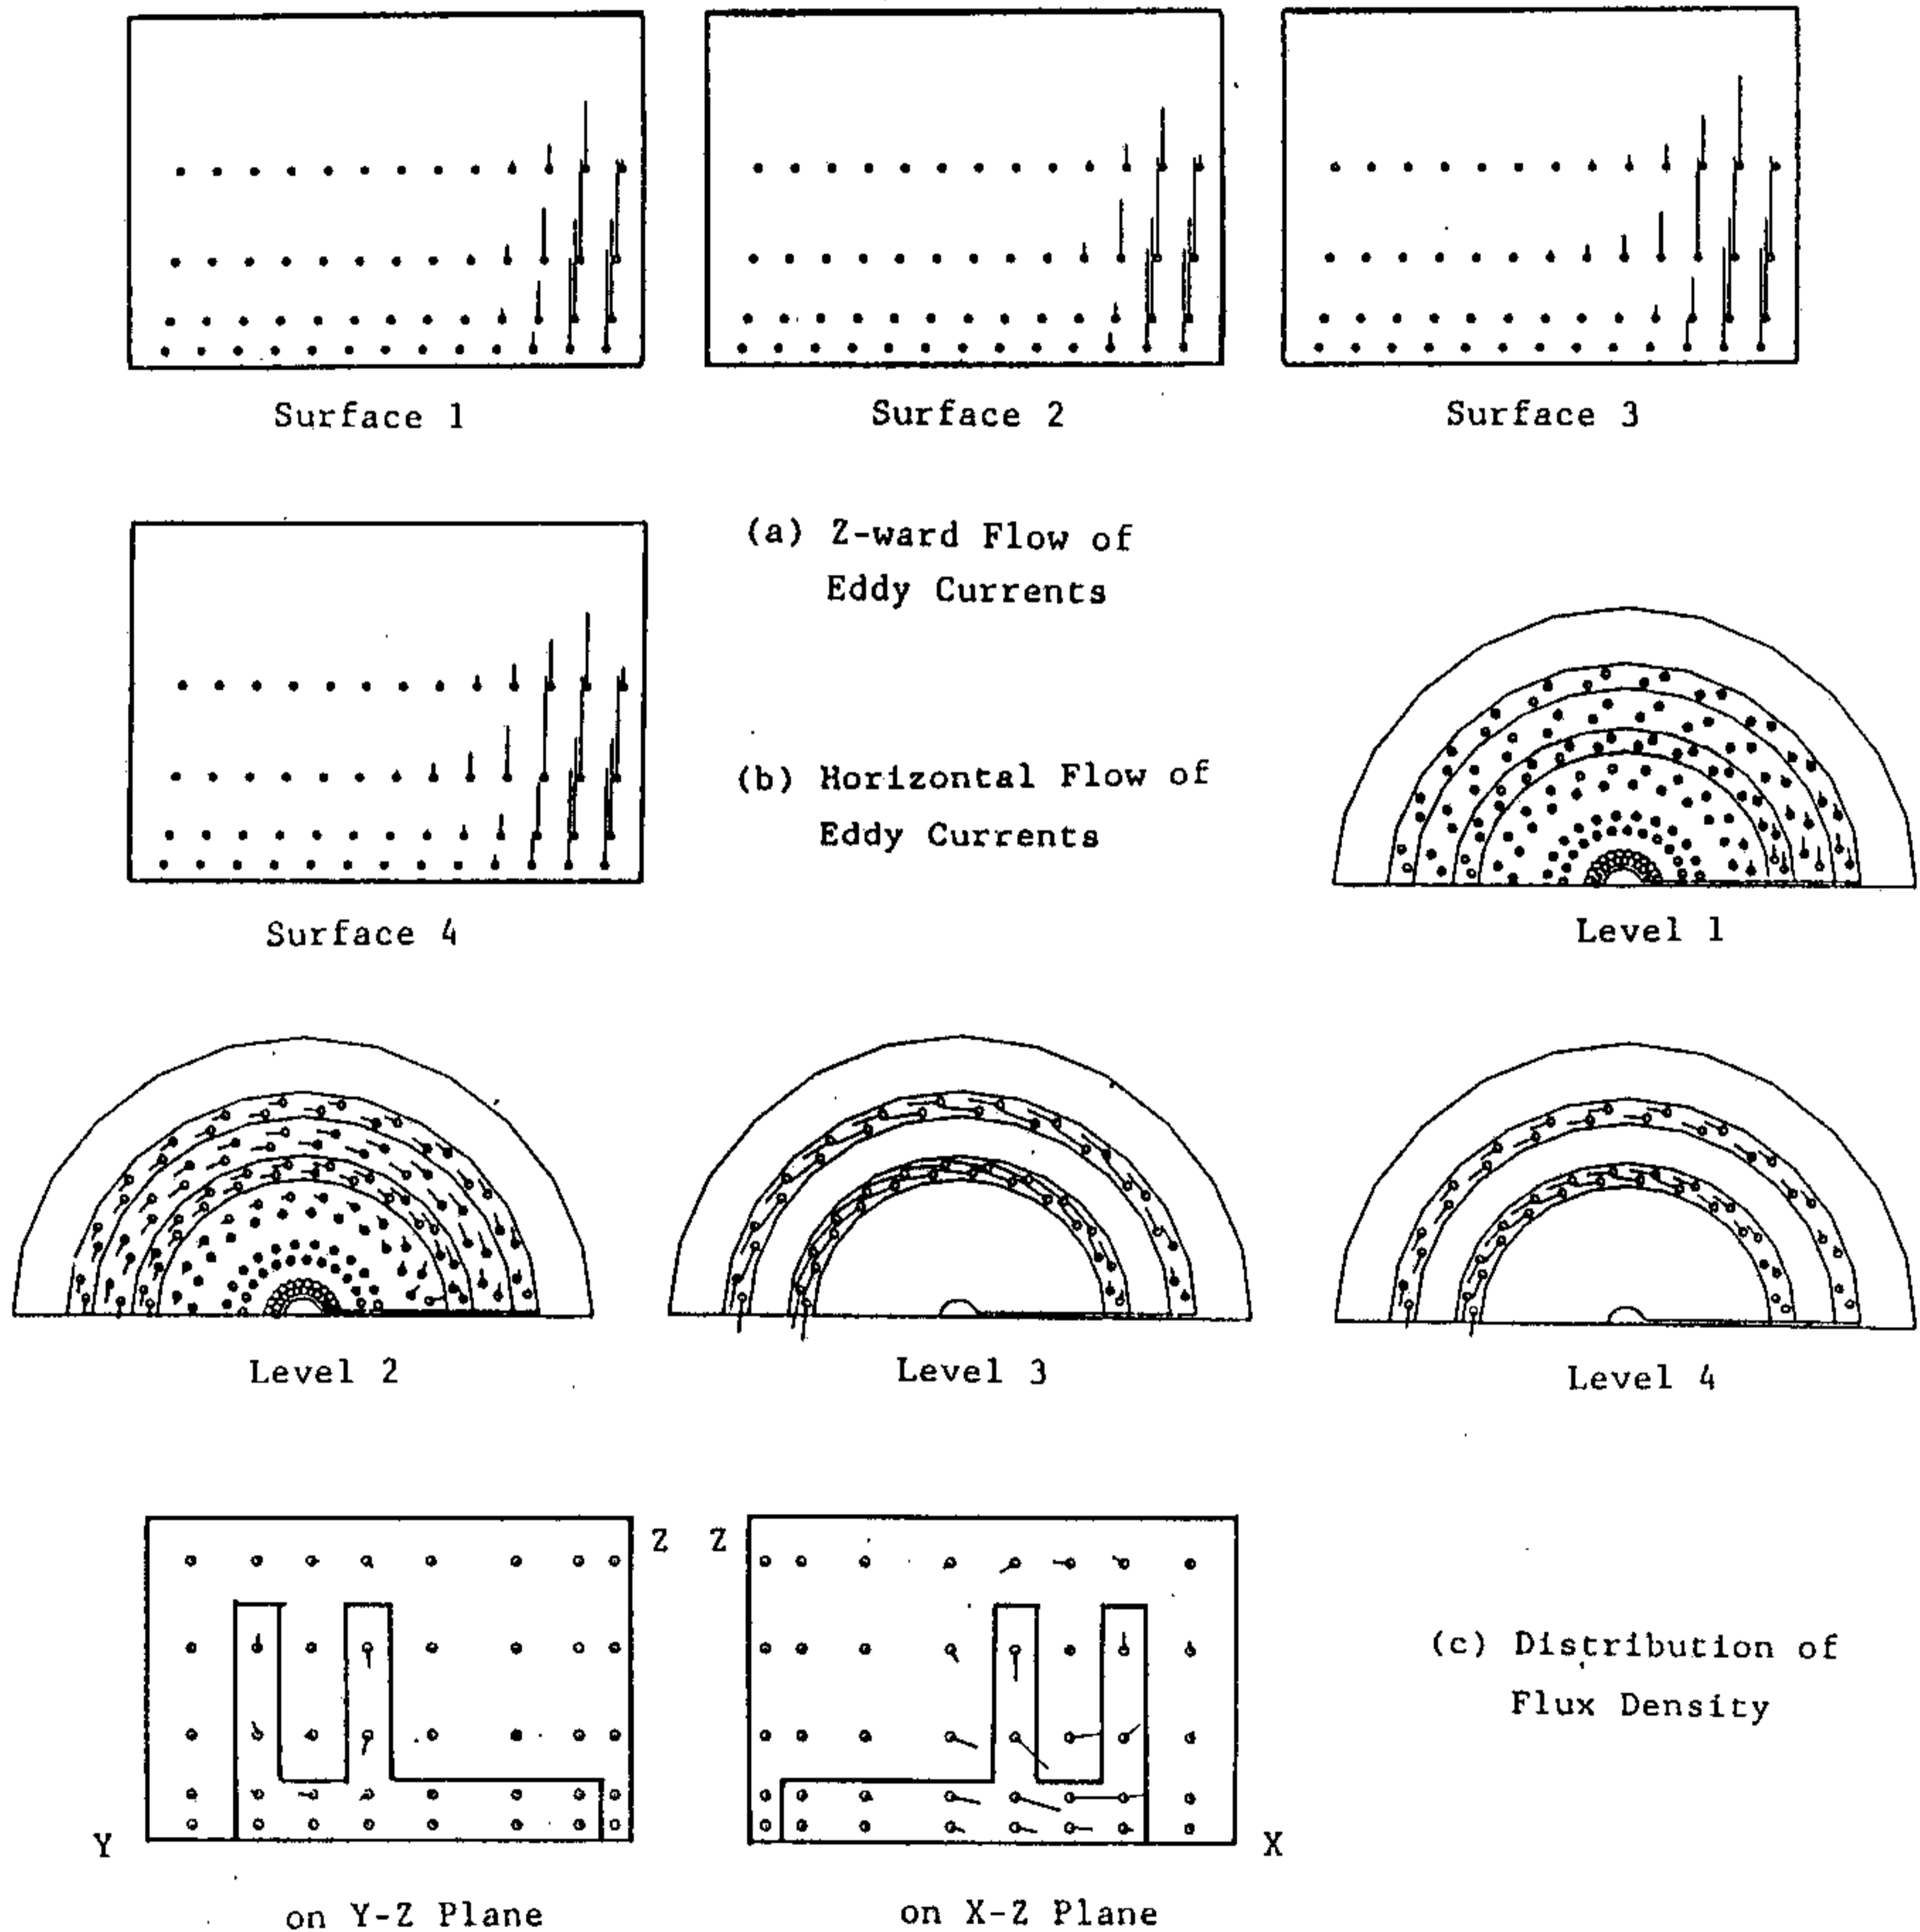 Surface 1
Surface 2
Surface 3
(a) Z-ward Flow of
Eddy Currents
Surface 4
(b) Horizontal Flow of
Eddy Currents
Level 1
Level 2
Level 3
Level 4
Z
Z
Y
X
(c) Distribution of
Flux Density
on Y-Z Plane
on X-Z Plane